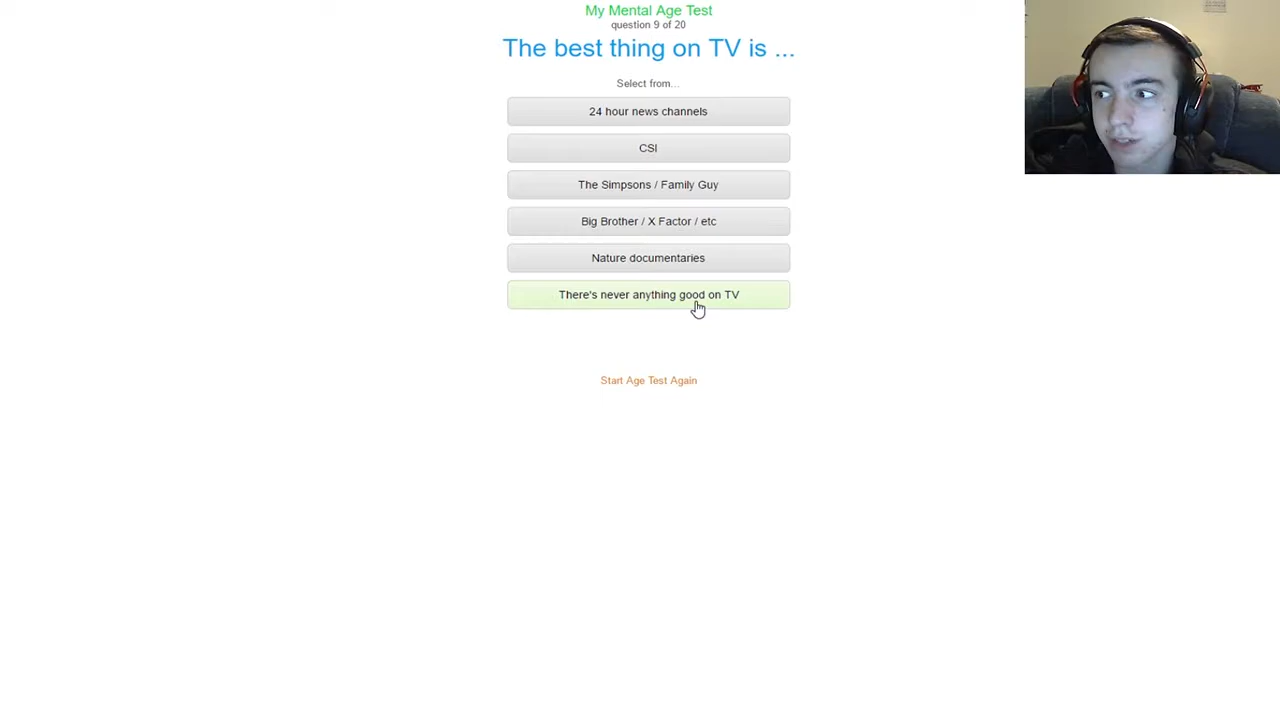 My Mental Age Test
question 9 of 20
The best thing on TV is ...
Select from...
24 hour news channels
CSI
The Simpsons / Family Guy
Big Brother / X Factor / etc
Nature documentaries
There's never anything good on TV
Start Age Test Again